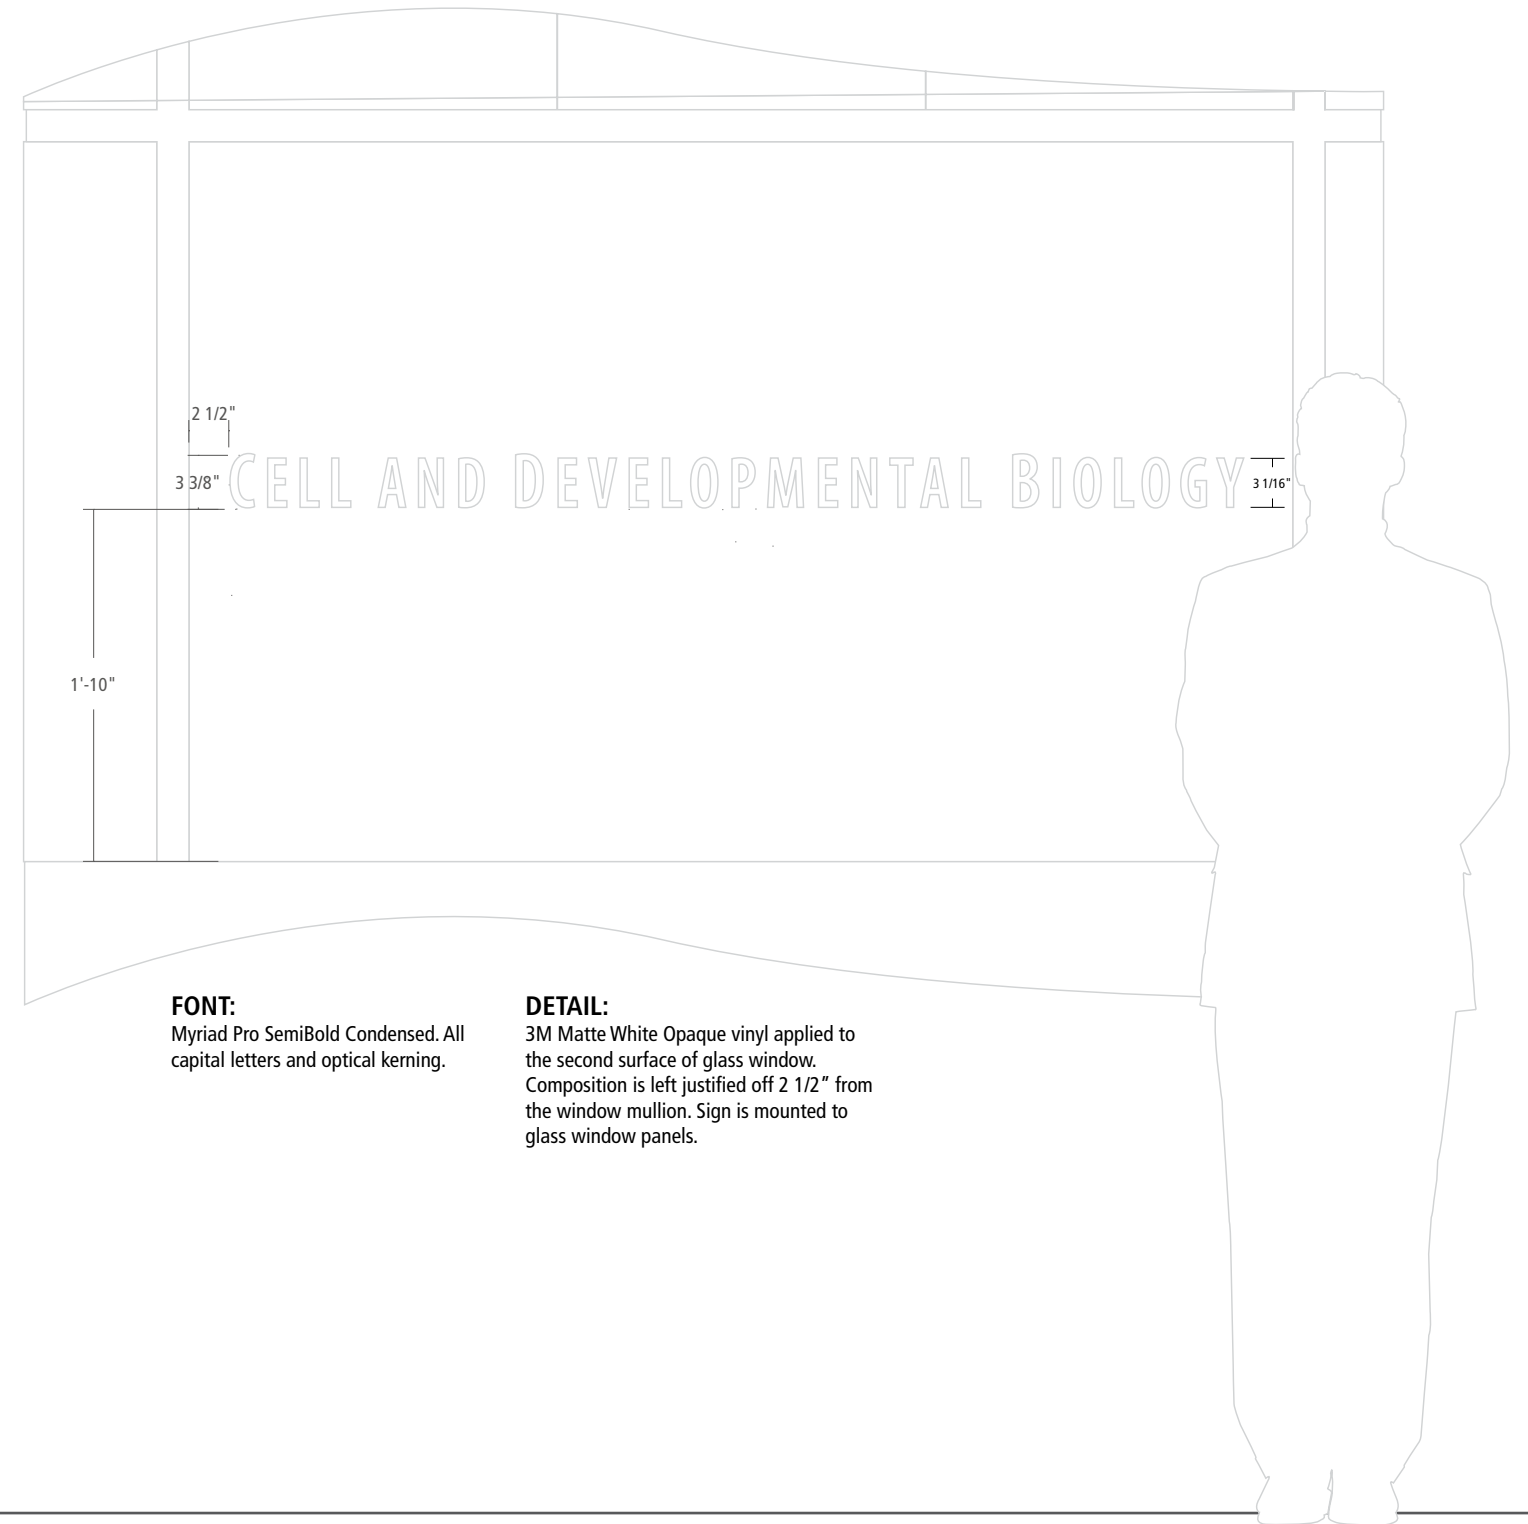 2 1/2"
3 3/8"
CELL AND DEVELOPMENTAL BIOLOGY
3 1/16"
1'-10"
FONT:
Myriad Pro SemiBold Condensed. All
capital letters and optical kerning.
DETAIL:
3M Matte White Opaque vinyl applied to
the second surface of glass window.
Composition is left justified off 2 1/2” from
the window mullion. Sign is mounted to
glass window panels.